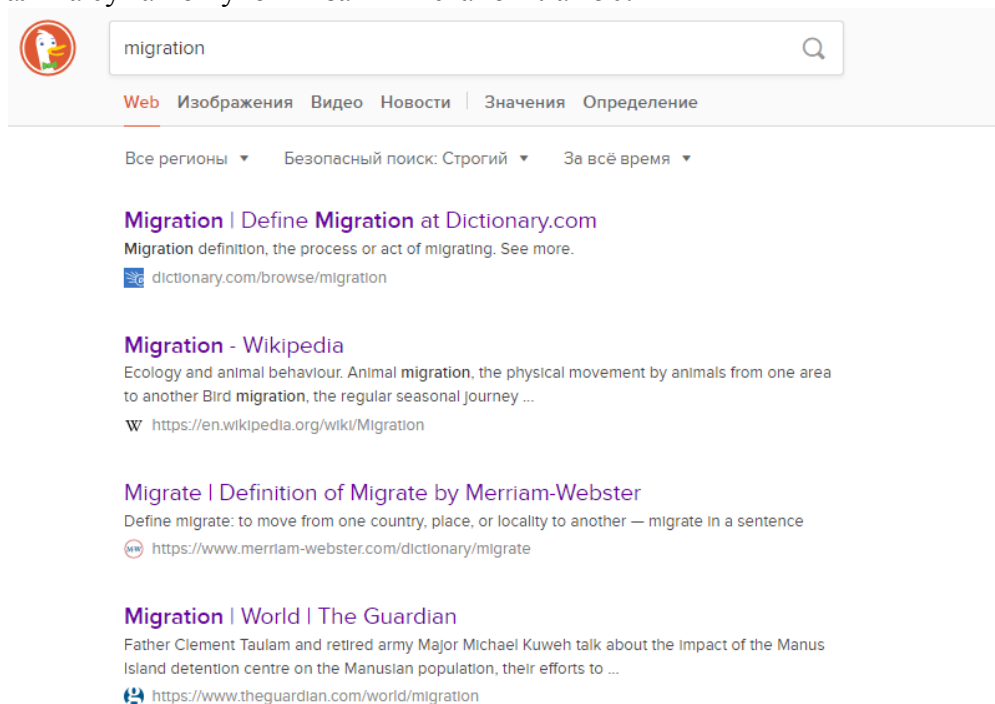 migration
Web Изображения Видео Новости Значения Определение
Все регионы Безопасный поиск: Строгий За всё время
Migration | Define Migration at Dictionary.com
Migration definition, the process or act of migrating. See more.
dictionary.com/browse/migration
Migration - Wikipedia
Ecology and animal behaviour. Animal migration, the physical movement by animals from one area
to another Bird migration, the regular seasonal journey ...
W https://en.wikipedia.org/wiki/Migration
Migrate | Definition of Migrate by Merriam-Webster
Define migrate: to move from one country, place, or locality to another — migrate in a sentence
https://www.merriam-webster.com/dictionary/migrate
Migration | World | The Guardian
Father Clement Taulam and retired army Major Michael Kuweh talk about the impact of the Manus
Island detention centre on the Manusian population, their efforts to ...
https://www.theguardian.com/world/migration